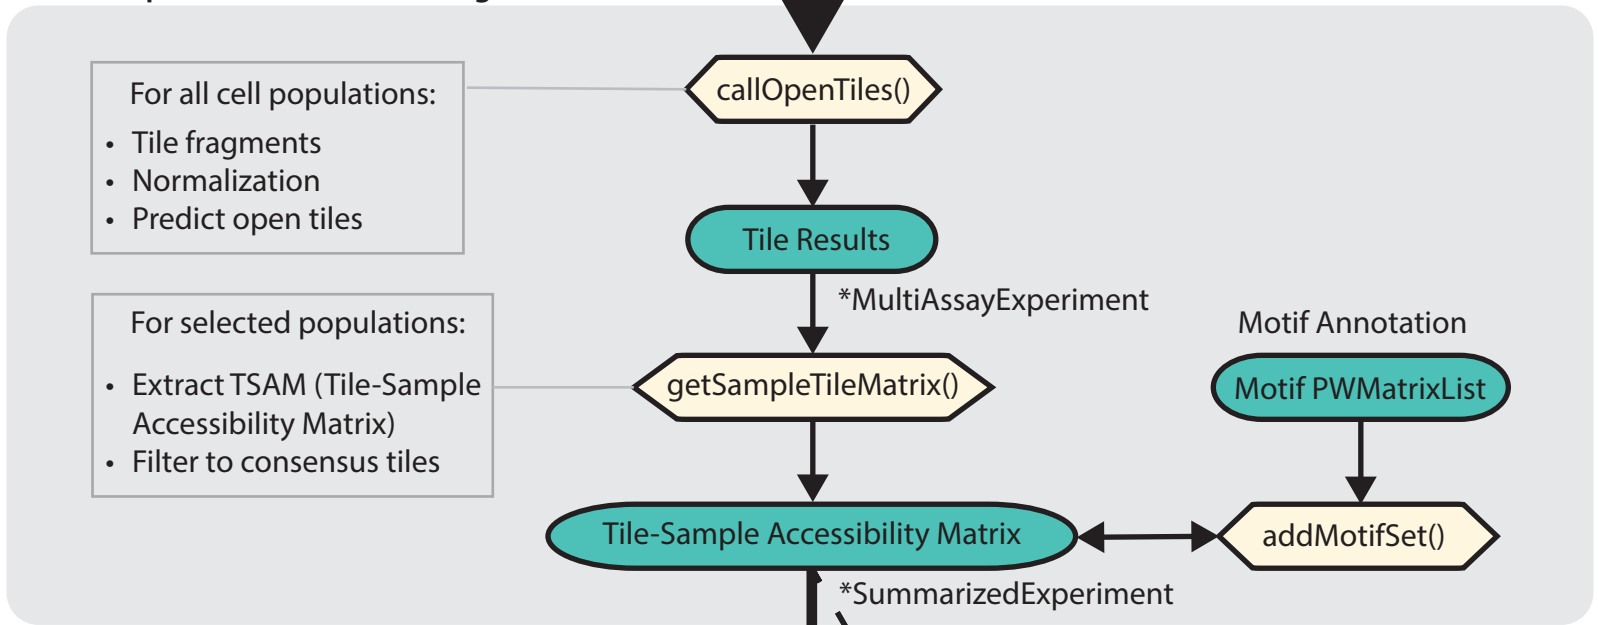 callOpenTiles()
For all cell populations:
• Tile fragments
• Normalization
• Predict open tiles
Tile Results
*MultiAssayExperiment
For selected populations:
• Extract TSAM (Tile-Sample
Accessibility Matrix)
• Filter to consensus tiles
getSampleTileMatrix()
Motif Annotation
Motif PWMatrixList
Tile-Sample Accessibility Matrix
addMotifSet()
*SummarizedExperiment